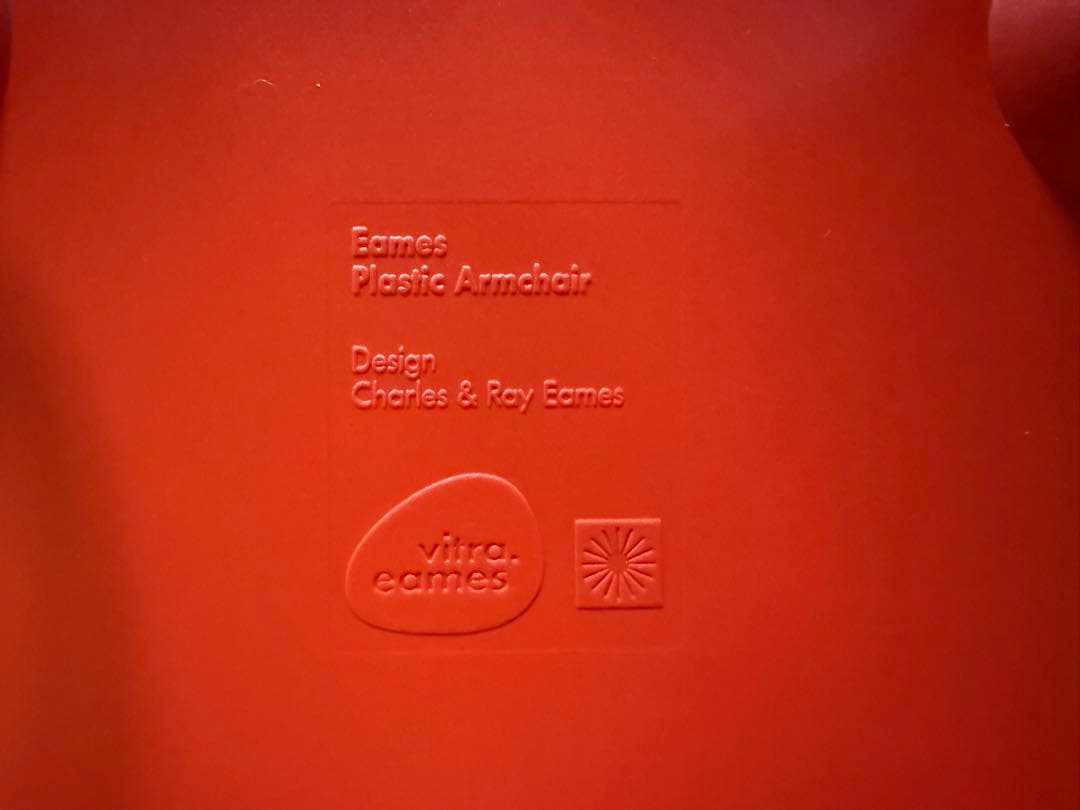 Eames
Plastic Armchair
Design
Charles & Ray Eames
vitra.
eames